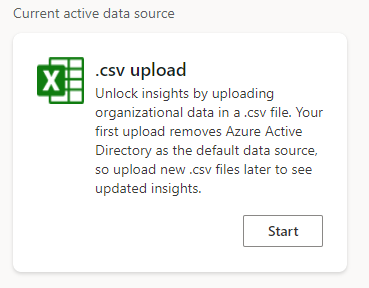 Current active data source
.csv upload
Unlock insights by uploading
organizational data in a .csv file. Your
first upload removes Azure Active
Directory as the default data source,
so upload new .csv files later to see
updated insights.
Start